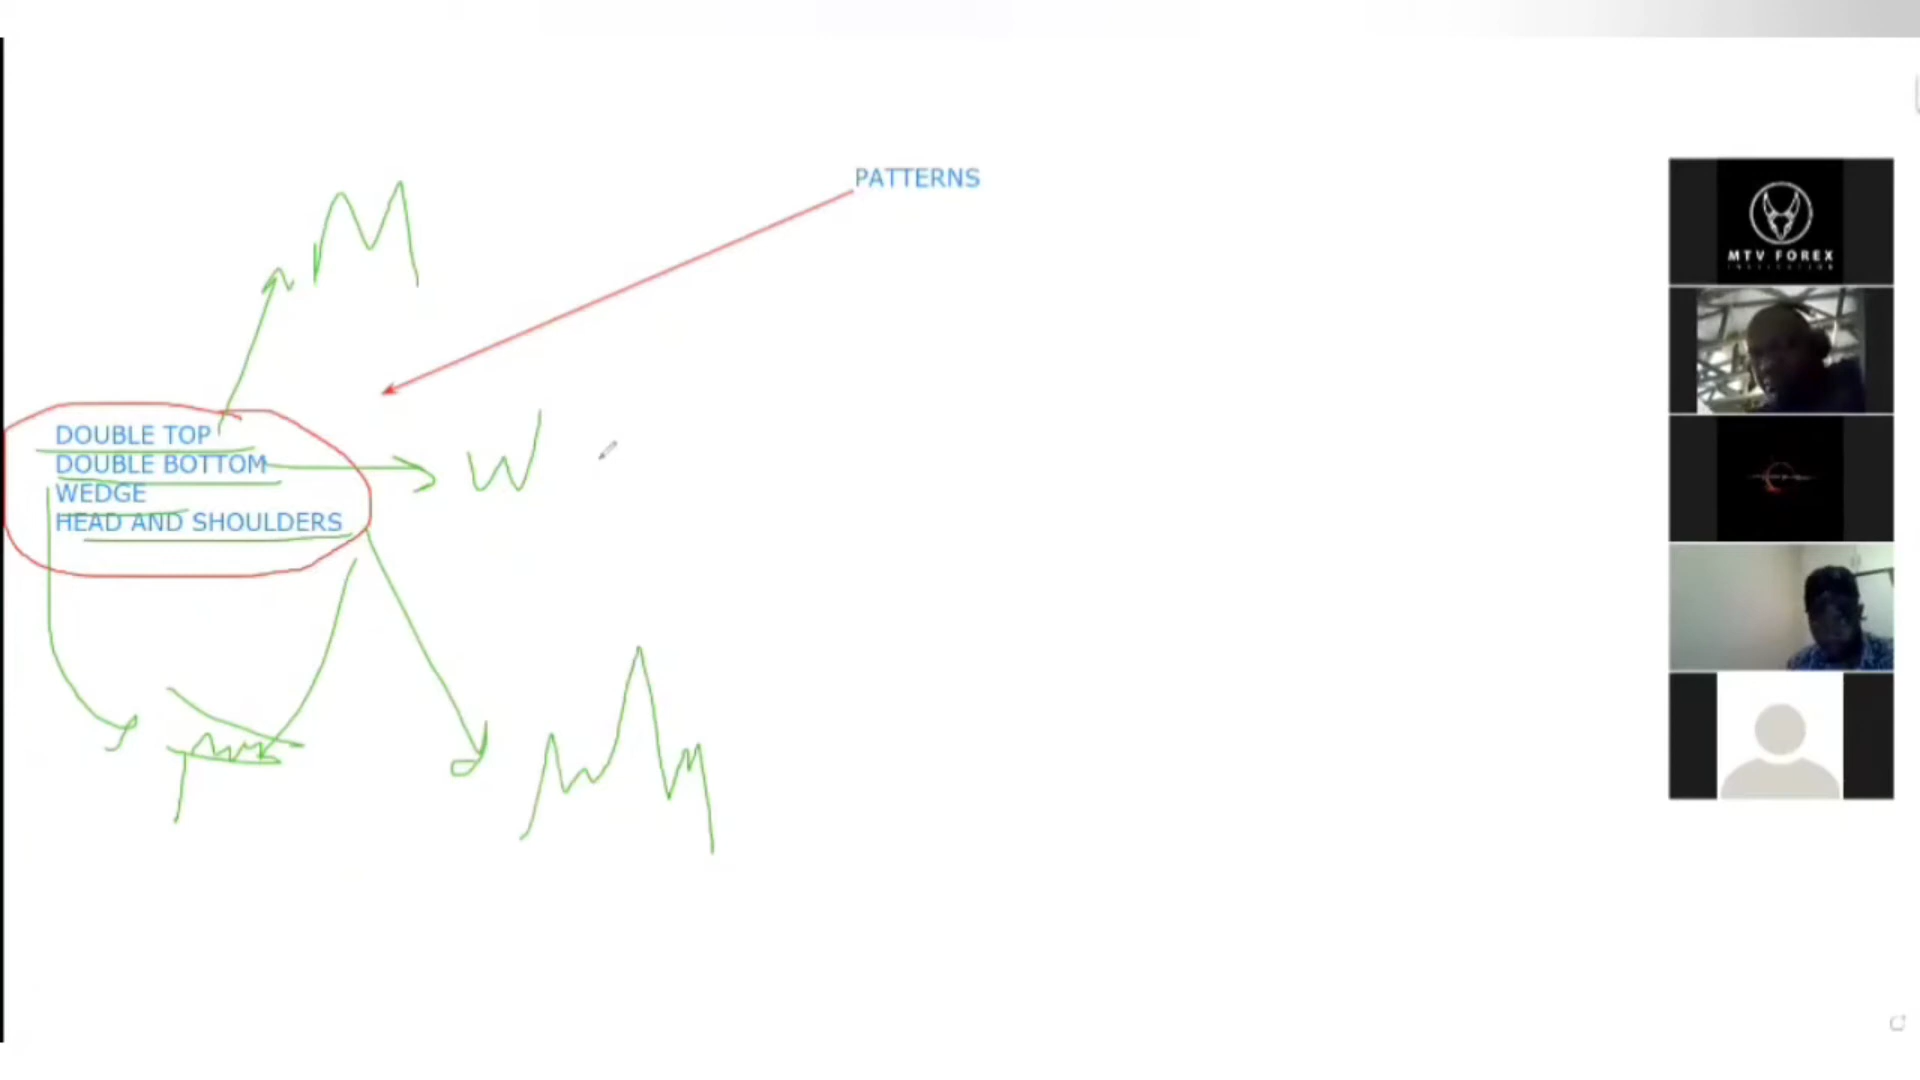 PATTERNS
DOUBLE TOP
DOUBLE BOTTOM
WEDGE
HEAD AND SHOULDERS
MTV FOREX